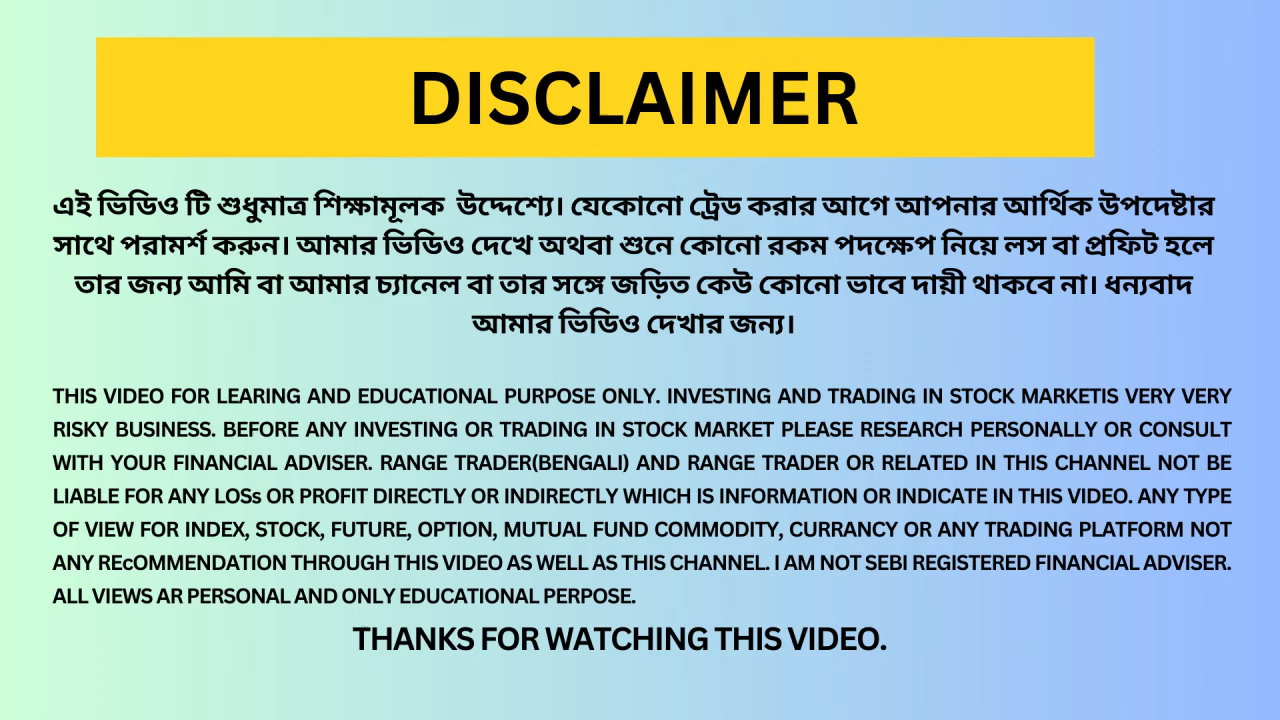 DISCLAIMER
এই ভিডিও টি শুধুমাত্র শিক্ষামূলক উদ্দেশ্যে। যেকোনো ট্রেড করার আগে আপনার আর্থিক উপদেষ্টার
সাথে পরামর্শ করুন। আমার ভিডিও দেখে অথবা শুনে কোনো রকম পদক্ষেপ নিয়ে লস বা প্রফিট হলে
তার জন্য আমি বা আমার চ্যানেল বা তার সঙ্গে জড়িত কেউ কোনো ভাবে দায়ী থাকবে না। ধন্যবাদ
আমার ভিডিও দেখার জন্য।
THIS VIDEO FOR LEARING AND EDUCATIONAL PURPOSE ONLY. INVESTING AND TRADING IN STOCK MARKETIS VERY VERY
RISKY BUSINESS. BEFORE ANY INVESTING OR TRADING IN STOCK MARKET PLEASE RESEARCH PERSONALLY OR CONSULT
WITH YOUR FINANCIAL ADVISER. RANGE TRADER(BENGALI) AND RANGE TRADER OR RELATED IN THIS CHANNEL NOT BE
LIABLE FOR ANY LOSs OR PROFIT DIRECTLY OR INDIRECTLY WHICH IS INFORMATION OR INDICATE IN THIS VIDEO. ANY TYPE
OF VIEW FOR INDEX, STOCK, FUTURE, OPTION, MUTUAL FUND COMMODITY, CURRANCY OR ANY TRADING PLATFORM NOT
ANY REcOMMENDATION THROUGH THIS VIDEO AS WELL AS THIS CHANNEL. I AM NOT SEBI REGISTERED FINANCIAL ADVISER.
ALL VIEWS AR PERSONAL AND ONLY EDUCATIONAL PERPOSE.
THANKS FOR WATCHING THIS VIDEO.